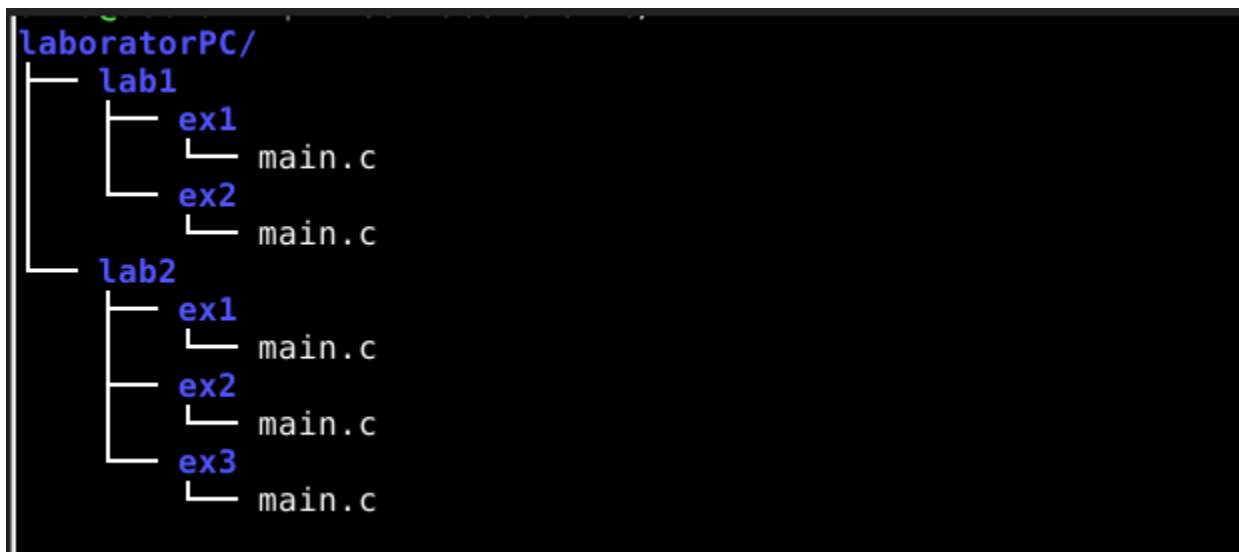 laboratorPC/
├── lab1
│   ├── ex1
│   │   └── main.c
│   └── ex2
│       └── main.c
└── lab2
    ├── ex1
    │   └── main.c
    ├── ex2
    │   └── main.c
    └── ex3
        └── main.c